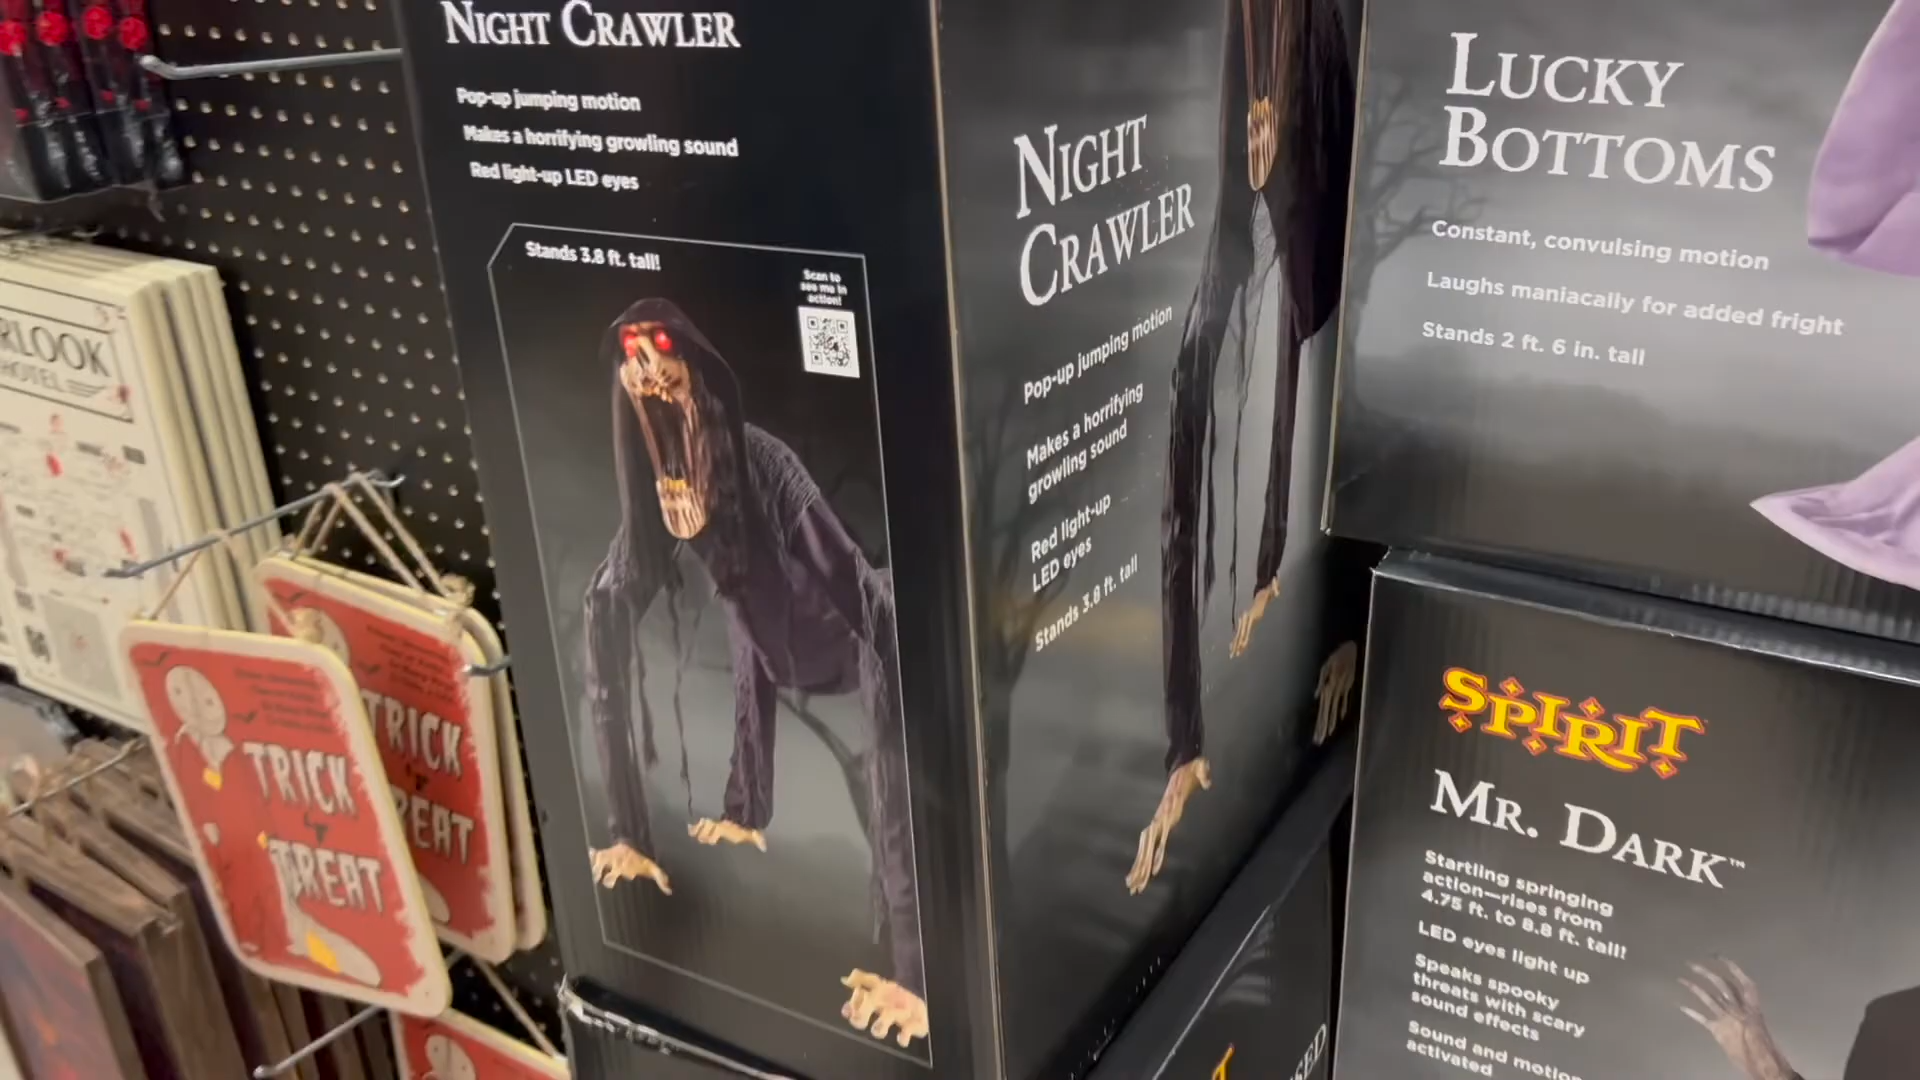 NIGHT CRAWLER
Pop-up jumping motion
Makes a horrifying growling sound
Red light-up LED eyes
Stands 3.8 ft. tall!
Scan to
see me in
action!
NIGHT
CRAWLER
Pop-up jumping motion
Makes a horrifying
growling sound
Red light-up
LED eyes
Stands 3.8 ft. tall
LUCKY
BOTTOMS
Constant, convulsing motion
Laughs maniacally for added fright
Stands 2 ft. 6 in. tall
SPIRIT
MR. DARK™
Startling springing
action—rises from
4.75 ft. to 8.8 ft. tall!
LED eyes light up
Speaks spooky
threats with scary
sound effects
Sound and motion
activated
RLOOK
HOTEL
TRICK
TREAT
TRICK
REAT